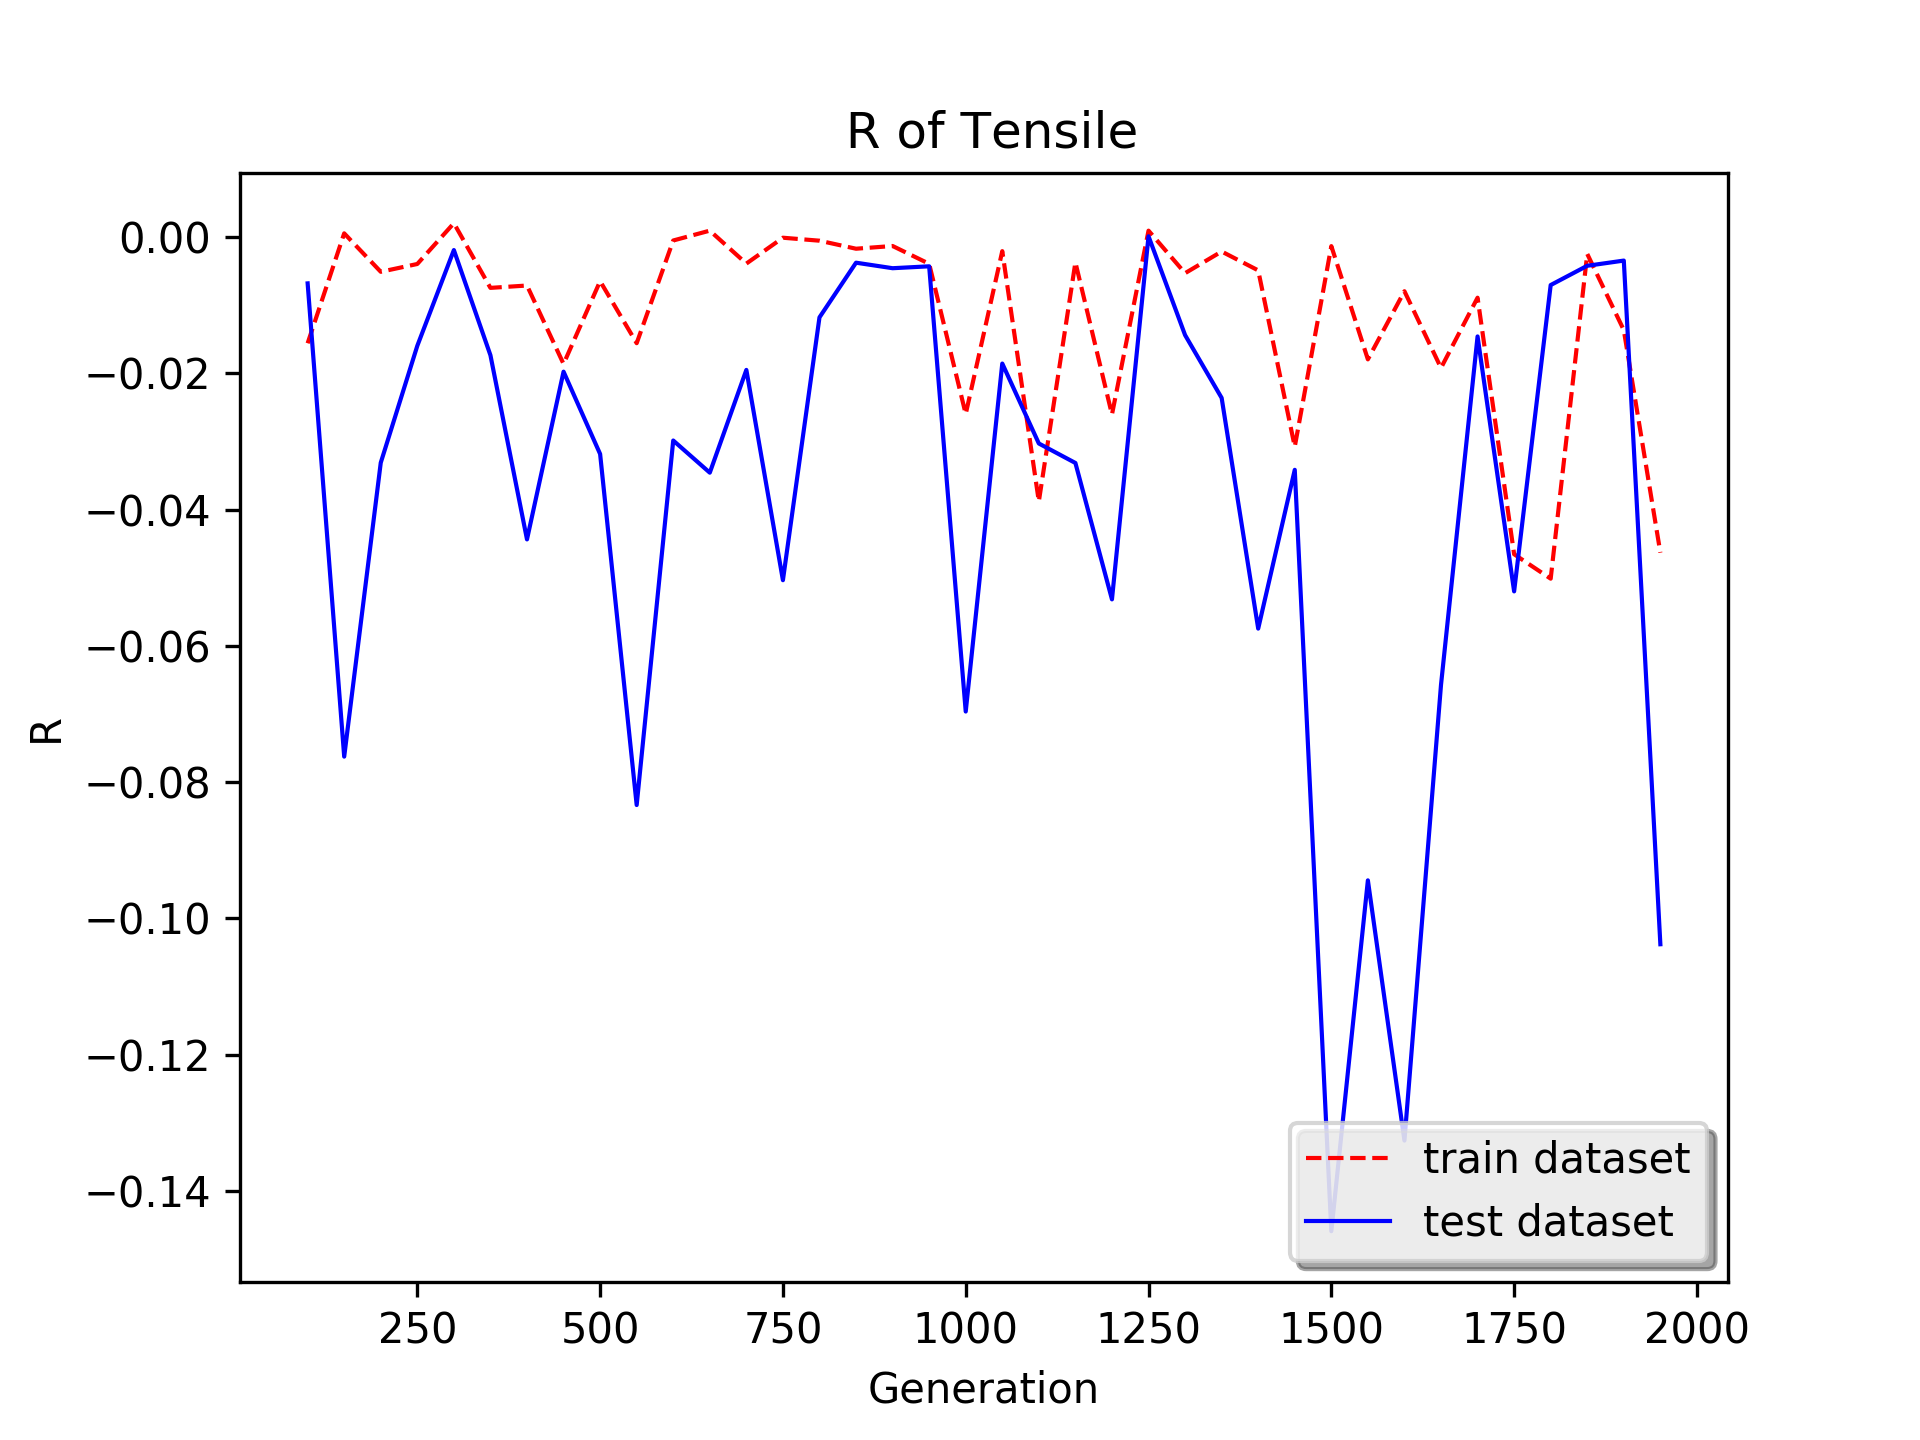 R of Tensile
0.00
−0.02
−0.04
−0.06
−0.08
−0.10
−0.12
−0.14
R
train dataset
test dataset
250 500 750 1000 1250 1500 1750 2000
Generation